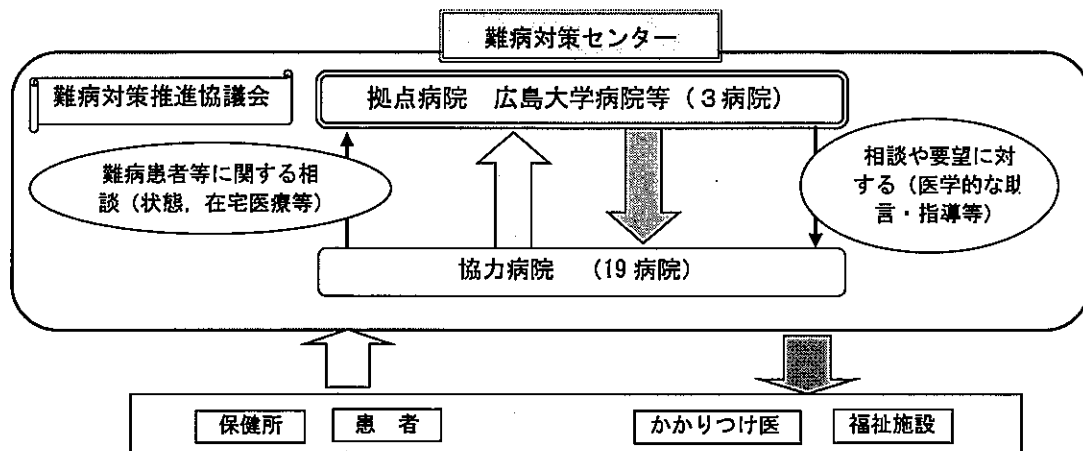 難病対策センター
難病対策推進協議会
拠点病院 広島大学病院等(3病院)
難病患者等に関する相
談(状態,在宅医療等)
相談や要望に対
する(医学的な助
言・指導等)
協力病院 (19病院)
保健所
患 者
かかりつけ医
福祉施設